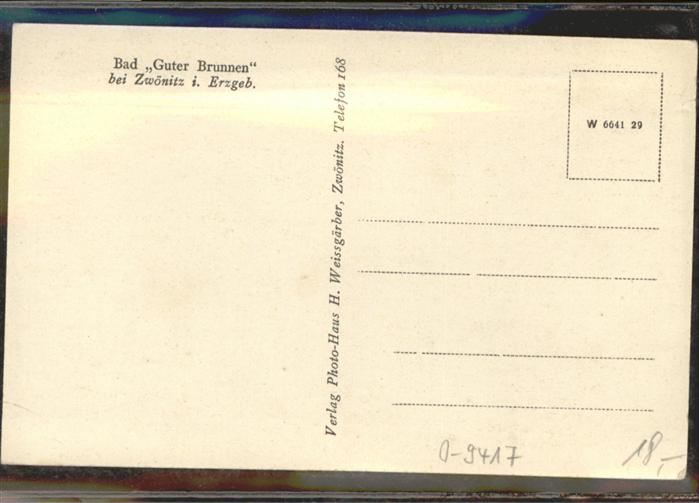 Bad „Guter Brunnen“
bei Zwönitz i. Erzgeb.
Verlag Photo-Haus H. Weissgärber, Zwönitz. Telefon 168
W 6641 29
O-9417
18,-